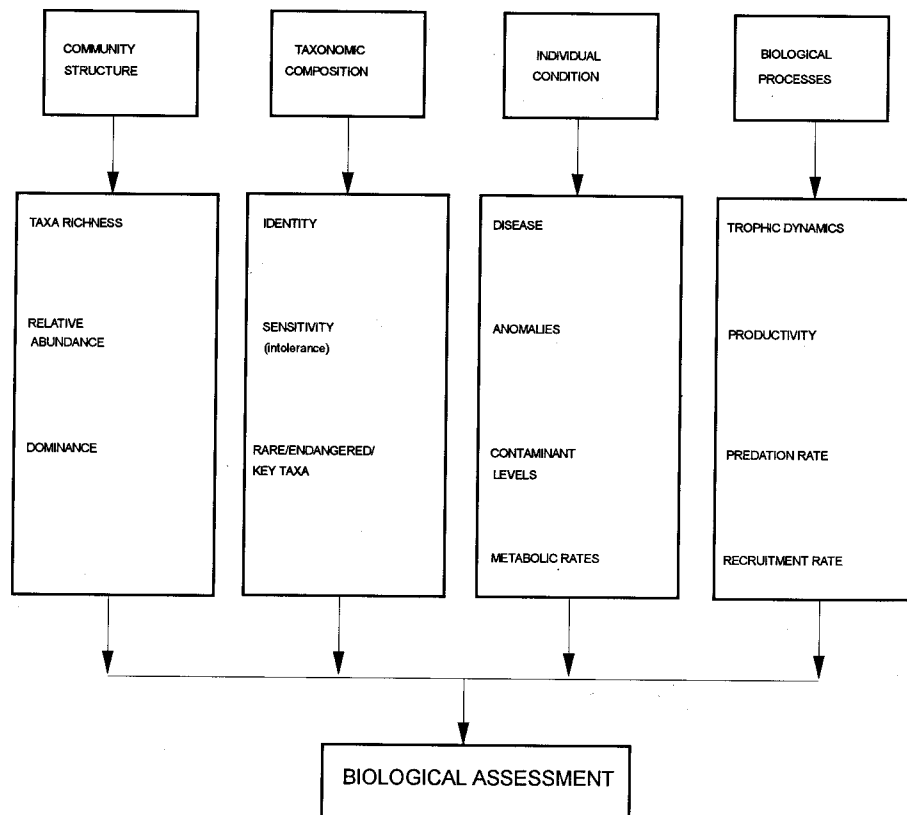 COMMUNITY
STRUCTURE
TAXONOMIC
COMPOSITION
INDIVIDUAL
CONDITION
BIOLOGICAL
PROCESSES
TAXA RICHNESS
RELATIVE
ABUNDANCE
DOMINANCE
IDENTITY
SENSITIVITY
(intolerance)
RARE/ENDANGERED/
KEY TAXA
DISEASE
ANOMALIES
CONTAMINANT
LEVELS
METABOLIC RATES
TROPHIC DYNAMICS
PRODUCTIVITY
PREDATION RATE
RECRUITMENT RATE
BIOLOGICAL ASSESSMENT